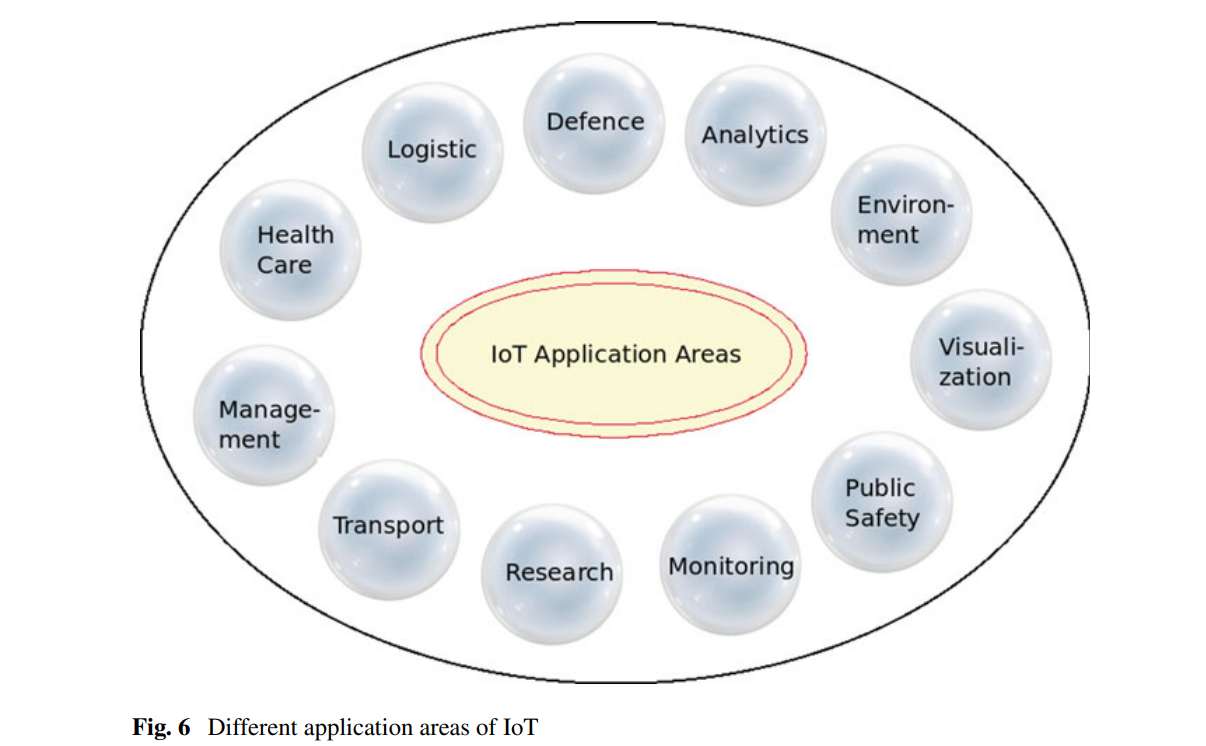 Defence
Analytics
Logistic
Environ-
ment
Health
Care
IoT Application Areas
Visuali-
zation
Manage-
ment
Public
Safety
Transport
Research
Monitoring
Fig. 6 Different application areas of IoT